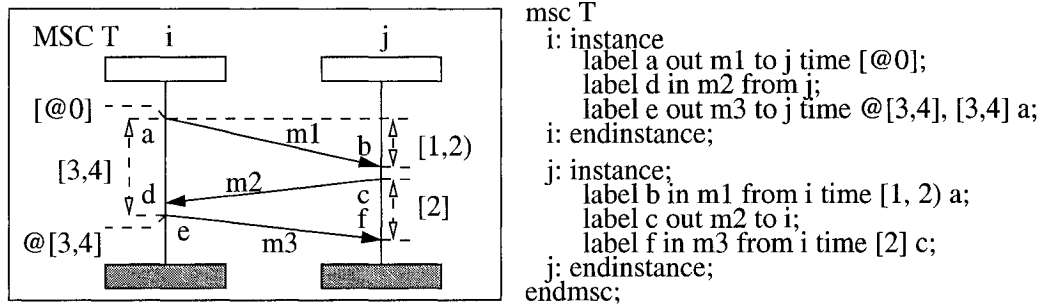 MSC T i j
[@0]
a m1 b [1,2)
[3,4]
d m2 c [2]
f
@[3,4] e m3
msc T
i: instance
label a out m1 to j time [@0];
label d in m2 from j;
label e out m3 to j time @[3,4], [3,4] a;
i: endinstance;
j: instance;
label b in m1 from i time [1, 2) a;
label c out m2 to i;
label f in m3 from i time [2] c;
j: endinstance;
endmsc;